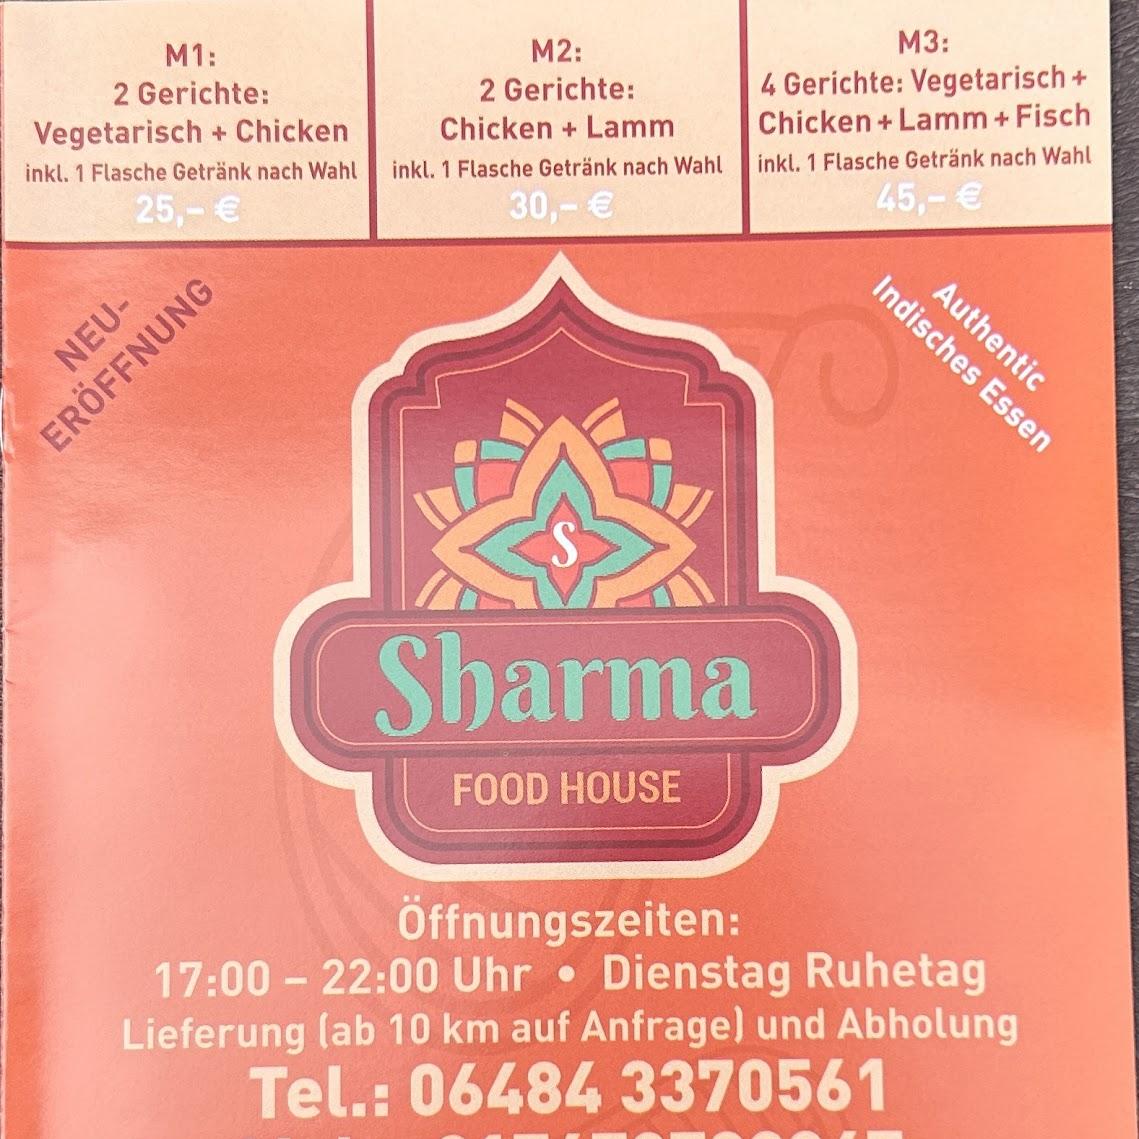 M1:
2 Gerichte:
Vegetarisch + Chicken
inkl. 1 Flasche Getränk nach Wahl
25,– €
M2:
2 Gerichte:
Chicken + Lamm
inkl. 1 Flasche Getränk nach Wahl
30,– €
M3:
4 Gerichte: Vegetarisch +
Chicken + Lamm + Fisch
inkl. 1 Flasche Getränk nach Wahl
45,– €
NEU-
ERÖFFNUNG
Authentic
Indisches Essen
S
Sharma
FOOD HOUSE
Öffnungszeiten:
17:00 – 22:00 Uhr • Dienstag Ruhetag
Lieferung (ab 10 km auf Anfrage) und Abholung
Tel.: 06484 3370561